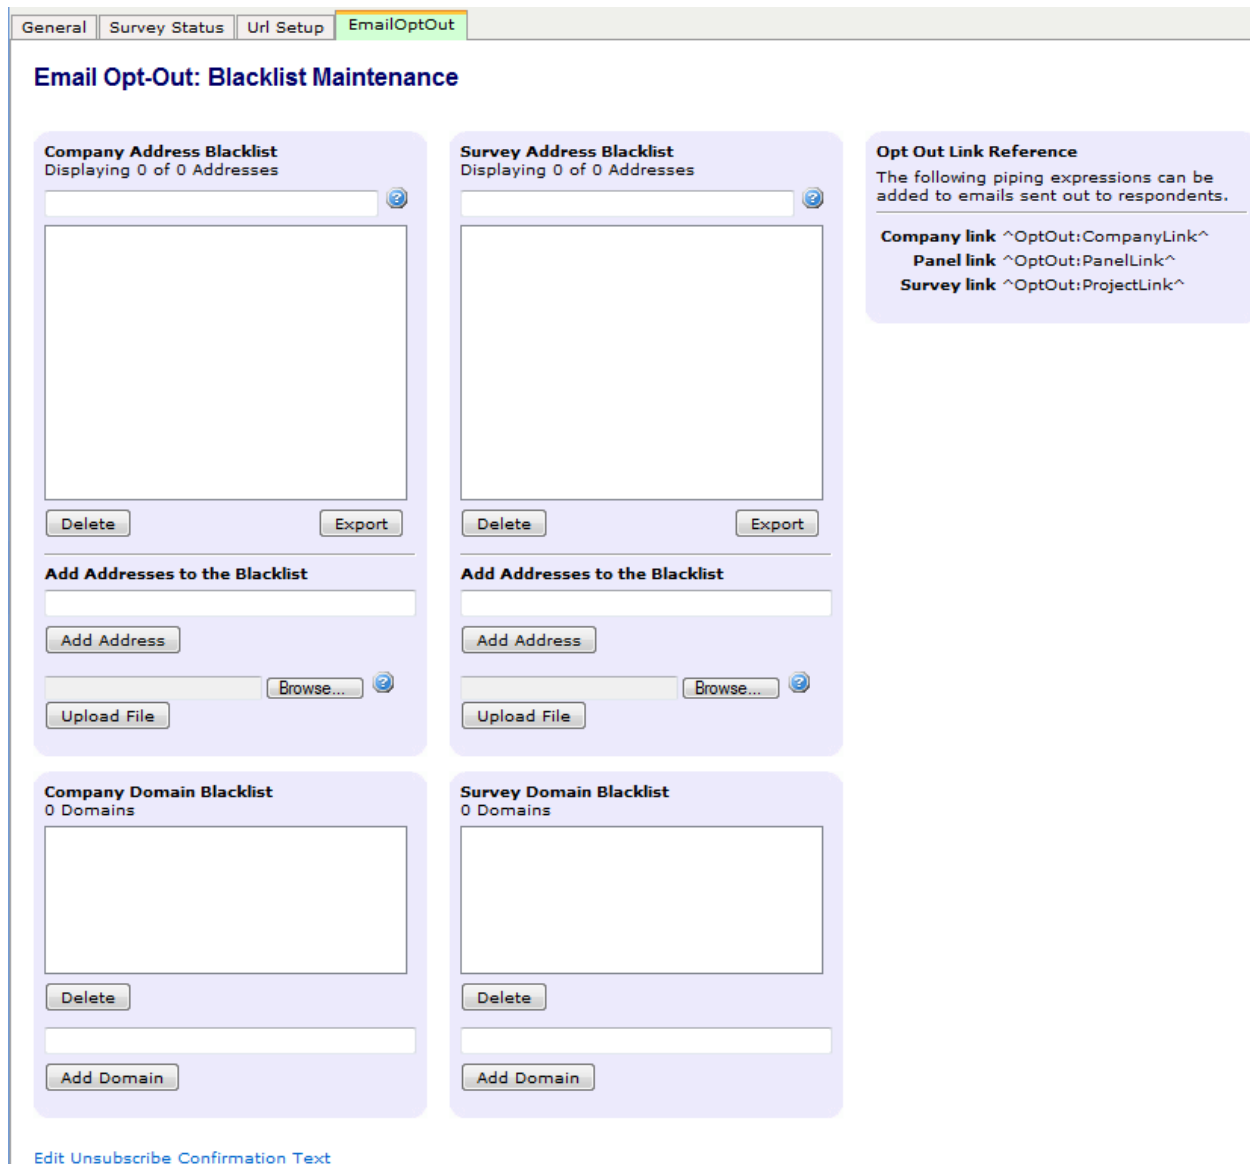 General Survey Status Url Setup EmailOptOut
Email Opt-Out: Blacklist Maintenance
Company Address Blacklist
Displaying 0 of 0 Addresses
Delete Export
Add Addresses to the Blacklist
Add Address
Browse...
Upload File
Survey Address Blacklist
Displaying 0 of 0 Addresses
Delete Export
Add Addresses to the Blacklist
Add Address
Browse...
Upload File
Opt Out Link Reference
The following piping expressions can be
added to emails sent out to respondents.
Company link ^OptOut:CompanyLink^
Panel link ^OptOut:PanelLink^
Survey link ^OptOut:ProjectLink^
Company Domain Blacklist
0 Domains
Delete
Add Domain
Survey Domain Blacklist
0 Domains
Delete
Add Domain
Edit Unsubscribe Confirmation Text